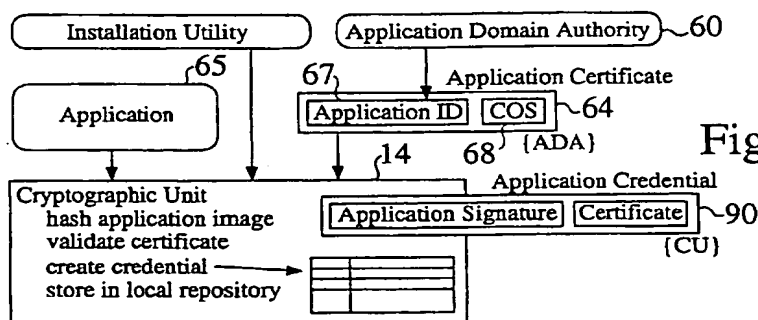 Installation Utility
Application Domain Authority
60
65
67
Application Certificate
Application
Application ID
COS
64
68
{ADA}
Fig
14
Application Credential
Cryptographic Unit
hash application image
validate certificate
create credential
store in local repository
Application Signature
Certificate
90
{CU}